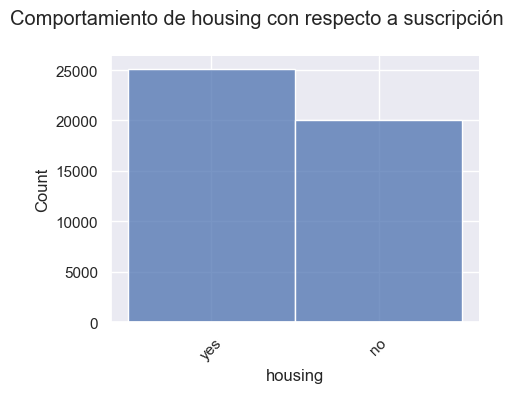 Comportamiento de housing con respecto a suscripción
25000
20000
15000
10000
5000
0
Count
yes
no
housing